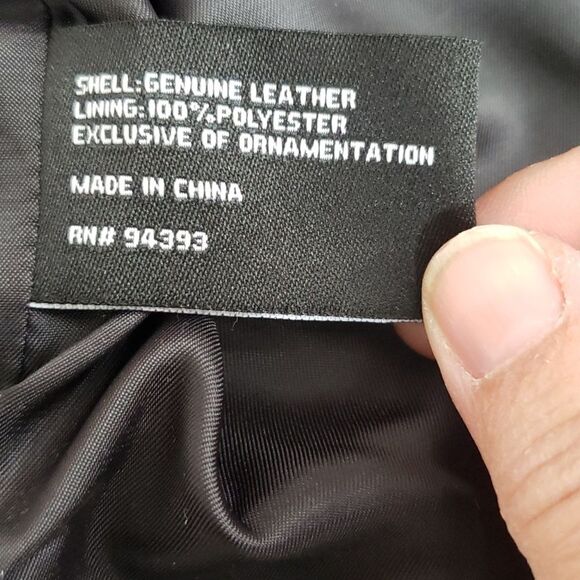 SHELL:GENUINE LEATHER
LINING:100%POLYESTER
EXCLUSIVE OF ORNAMENTATION
MADE IN CHINA
RN# 94393